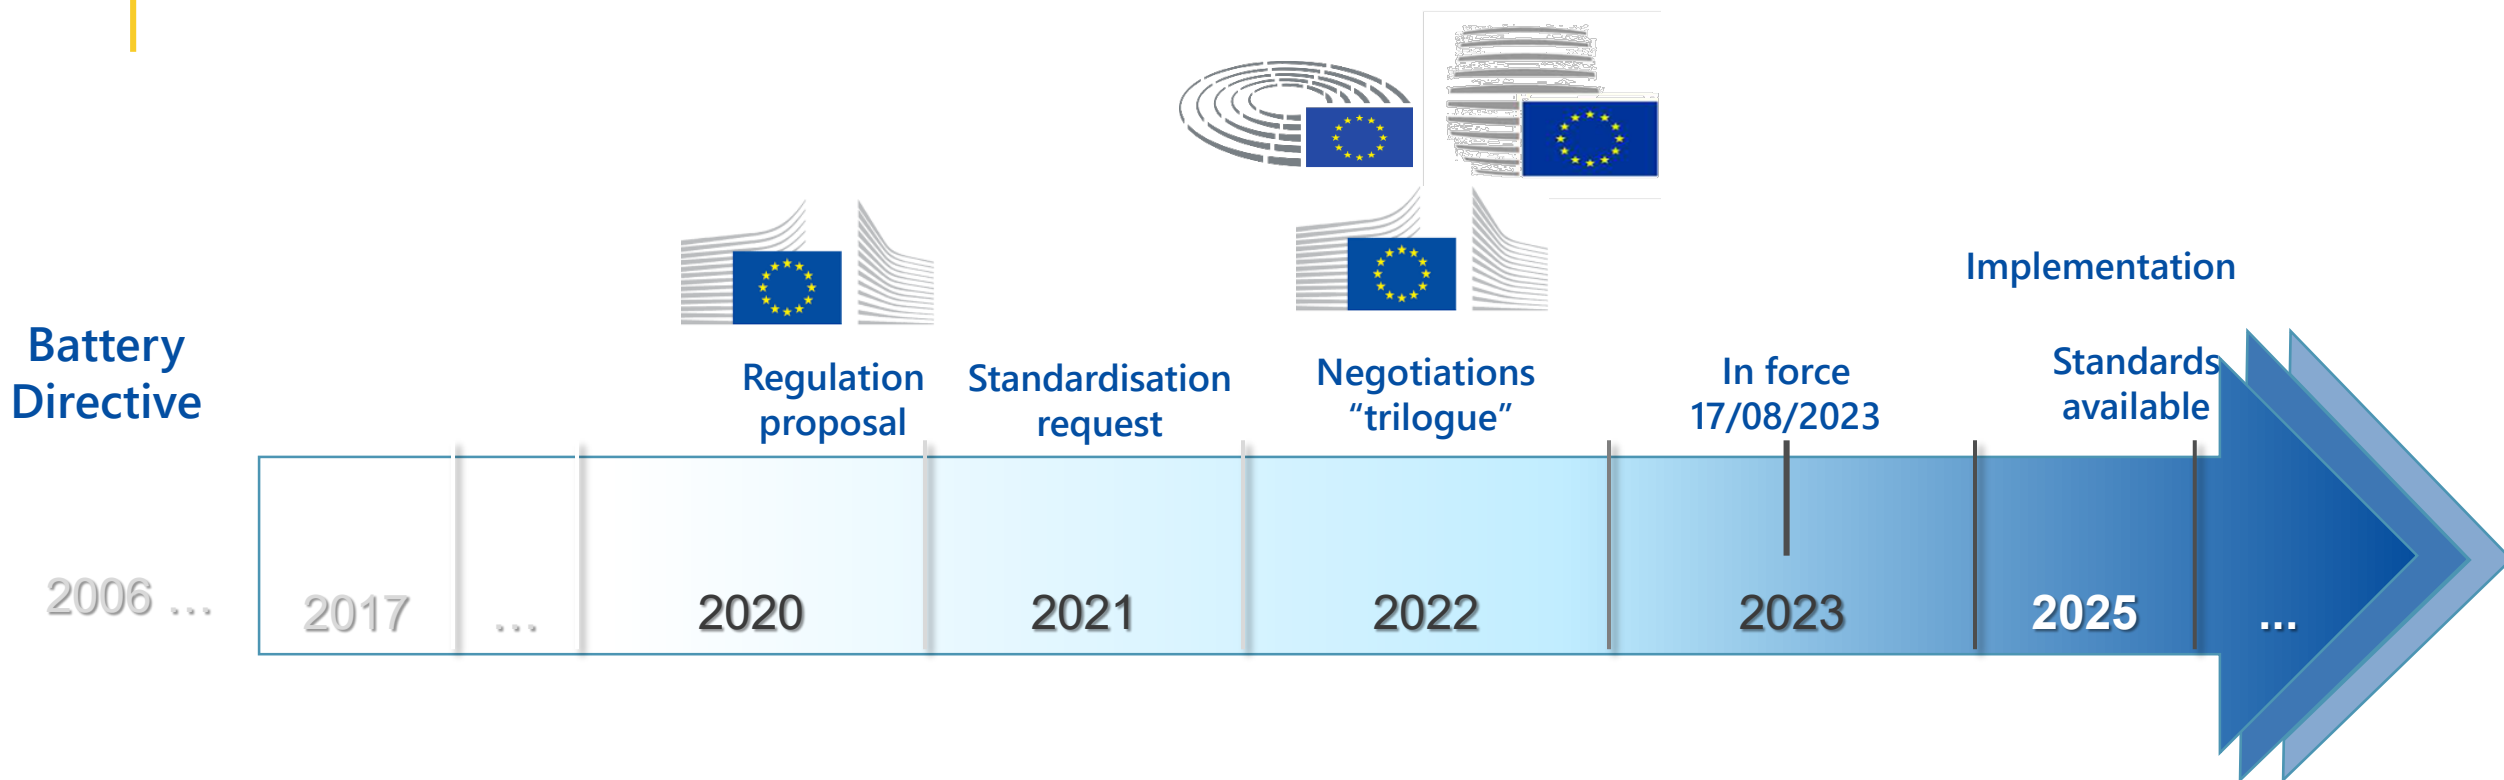 Battery
Directive
Regulation
proposal
Standardisation
request
Negotiations
“trilogue”
In force
17/08/2023
Implementation
Standards
available
2006 ...
2017
...
2020
2021
2022
2023
2025
...